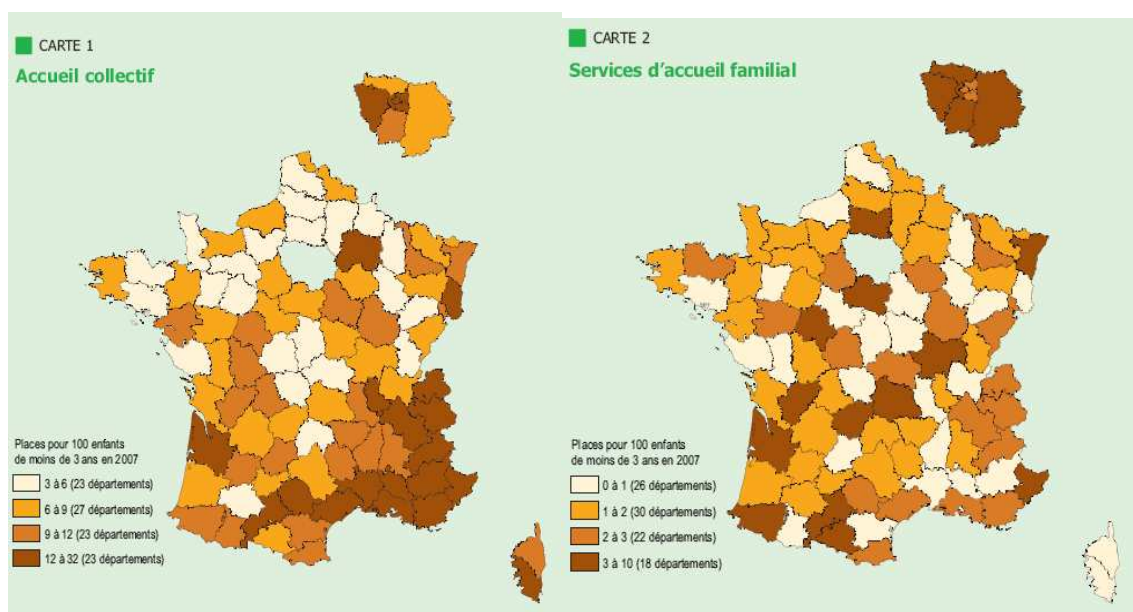 CARTE 1
Accueil collectif
Places pour 100 enfants
de moins de 3 ans en 2007
3 à 6 (23 départements)
6 à 9 (27 départements)
9 à 12 (23 départements)
12 à 32 (23 départements)
CARTE 2
Services d'accueil familial
Places pour 100 enfants
de moins de 3 ans en 2007
0 à 1 (26 départements)
1 à 2 (30 départements)
2 à 3 (22 départements)
3 à 10 (18 départements)